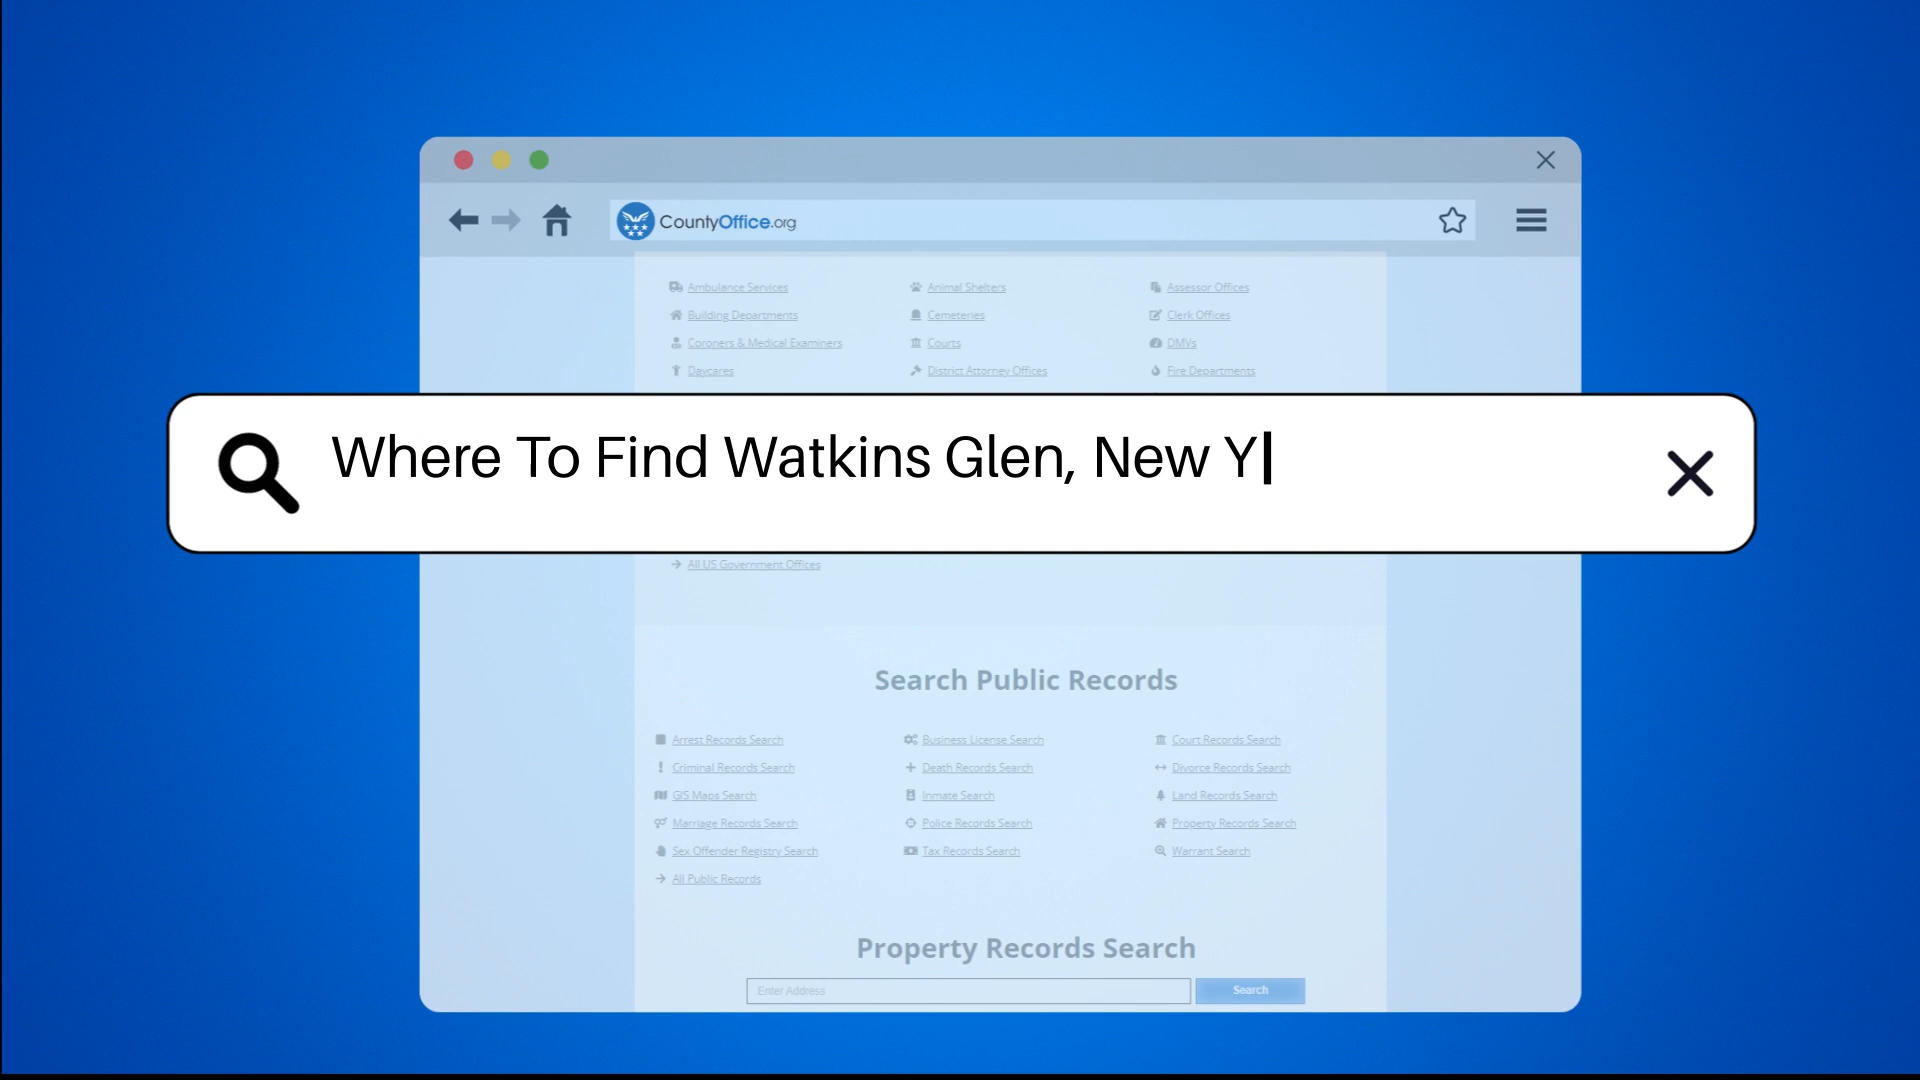 CountyOffice.org
Ambulance Services Animal Shelters Assessor Offices
Building Departments Cemeteries Clerk Offices
Coroners & Medical Examiners Courts DMVs
Daycares District Attorney Offices Fire Departments
Where To Find Watkins Glen, New Y
All US Government Offices
Search Public Records
Arrest Records Search Business License Search Court Records Search
Criminal Records Search Death Records Search Divorce Records Search
GIS Maps Search Inmate Search Land Records Search
Marriage Records Search Police Records Search Property Records Search
Sex Offender Registry Search Tax Records Search Warrant Search
All Public Records
Property Records Search
Enter Address Search